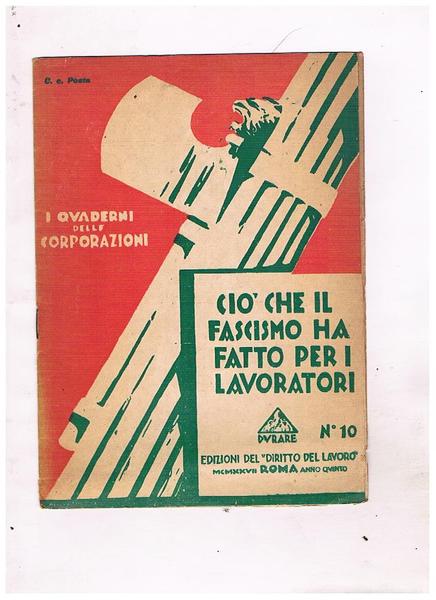 C. c. Posta
I QVADERNI
DELLE
CORPORAZIONI
CIO' CHE IL
FASCISMO HA
FATTO PER I
LAVORATORI
DVRARE
N° 10
EDIZIONI DEL "DIRITTO DEL LAVORO"
MCMXXVII ROMA ANNO QUINTO